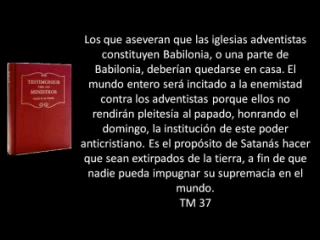 Los que aseveran que las iglesias adventistas
constituyen Babilonia, o una parte de
Babilonia, deberían quedarse en casa. El
mundo entero será incitado a la enemistad
contra los adventistas porque ellos no
rendirán pleitesía al papado, honrando el
domingo, la institución de este poder
anticristiano. Es el propósito de Satanás hacer
que sean extirpados de la tierra, a fin de que
nadie pueda impugnar su supremacía en el
mundo.
TM 37
TESTIMONIOS
MINISTROS